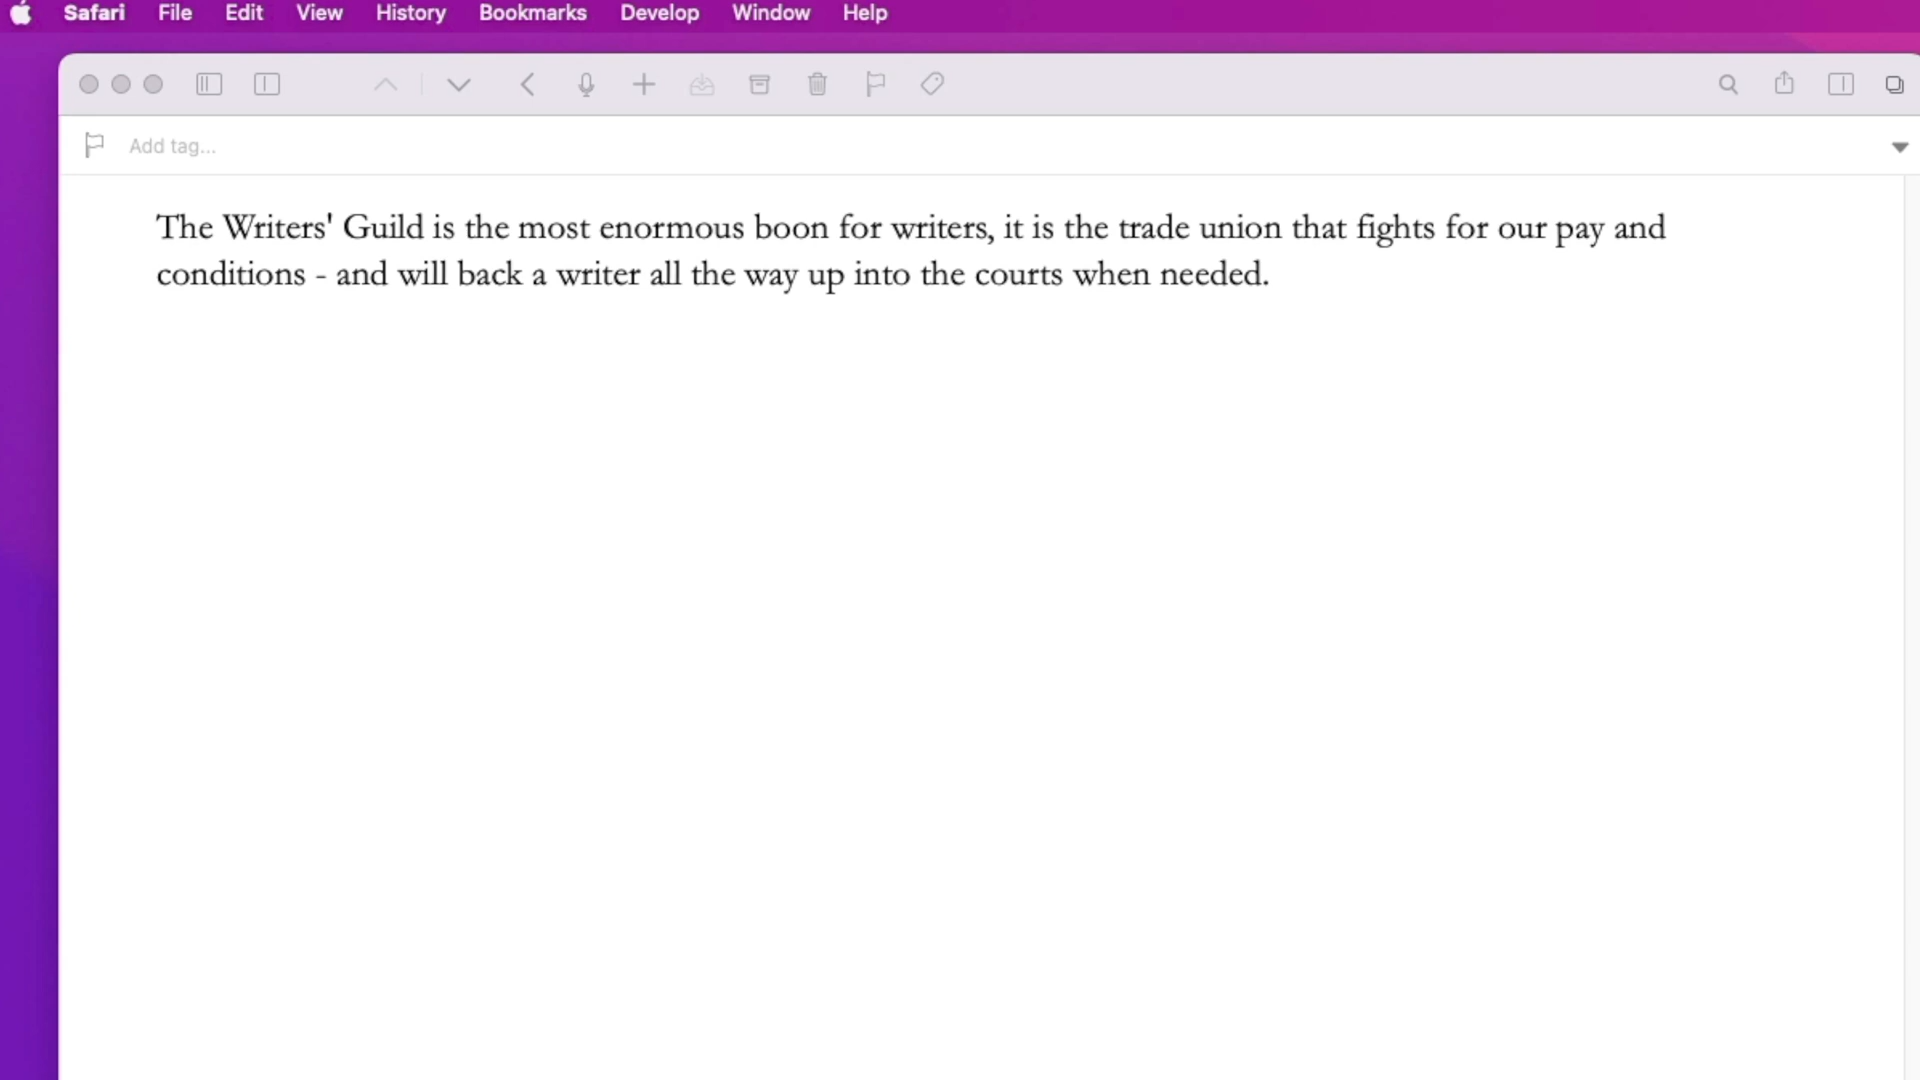 Safari File Edit View History Bookmarks Develop Window Help
Add tag...
The Writers' Guild is the most enormous boon for writers, it is the trade union that fights for our pay and
conditions - and will back a writer all the way up into the courts when needed.